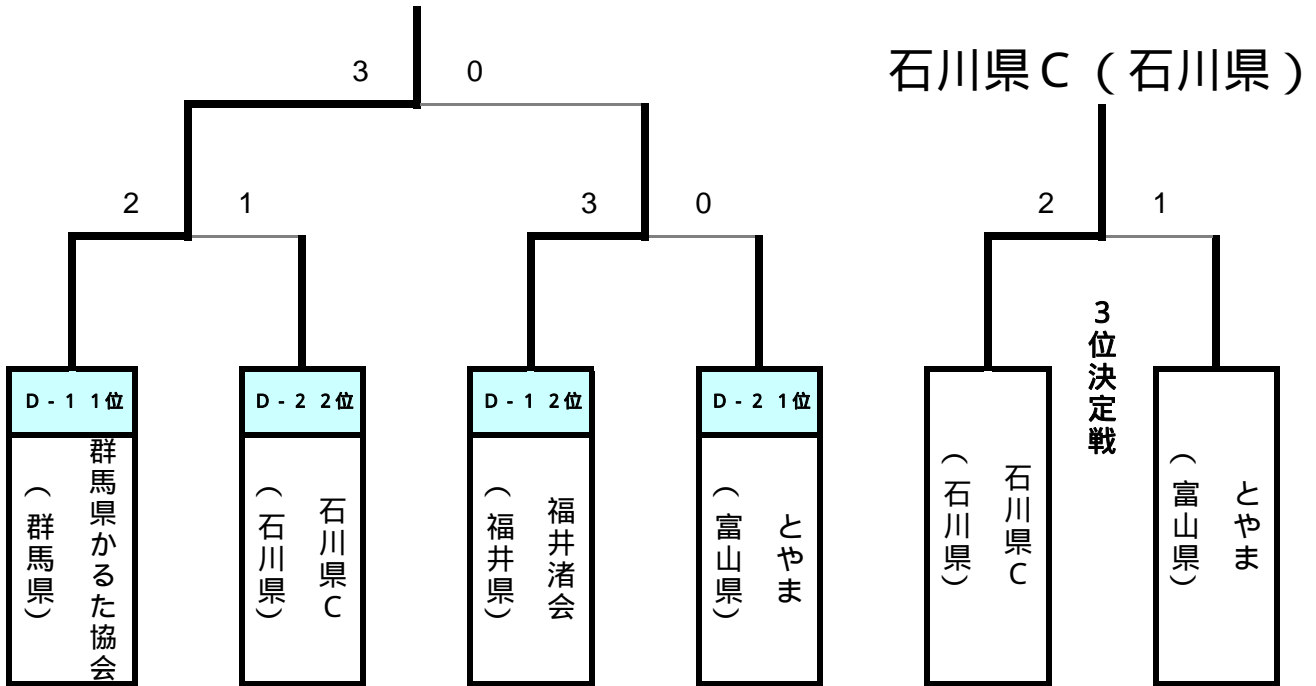 3 0
石川県C（石川県）
2 1
3 0
2 1
3位決定戦
D-1 1位
群馬県かるた協会
（群馬県）
D-2 2位
石川県C
（石川県）
D-1 2位
福井渚会
（福井県）
D-2 1位
とやま
（富山県）
石川県C
（石川県）
とやま
（富山県）